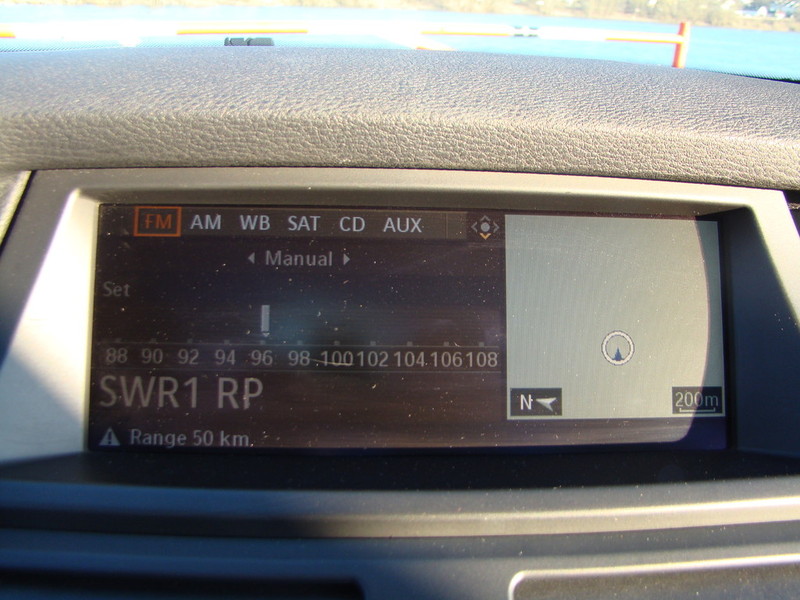 FM AM WB SAT CD AUX
Manual
Set
88 90 92 94 96 98 100 102 104 106 108
SWR1 RP
Range 50 km.
N
200m